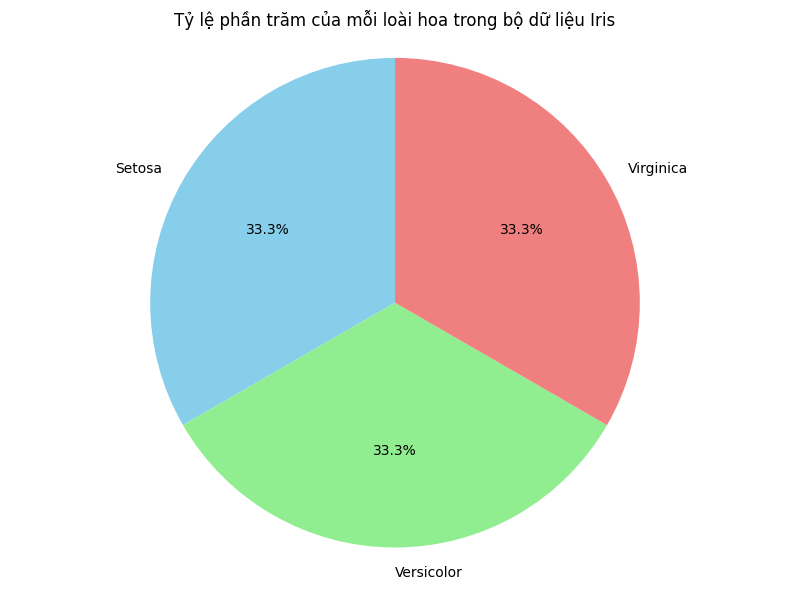 Tỷ lệ phần trăm của mỗi loài hoa trong bộ dữ liệu Iris
Setosa
Virginica
33.3%
33.3%
33.3%
Versicolor